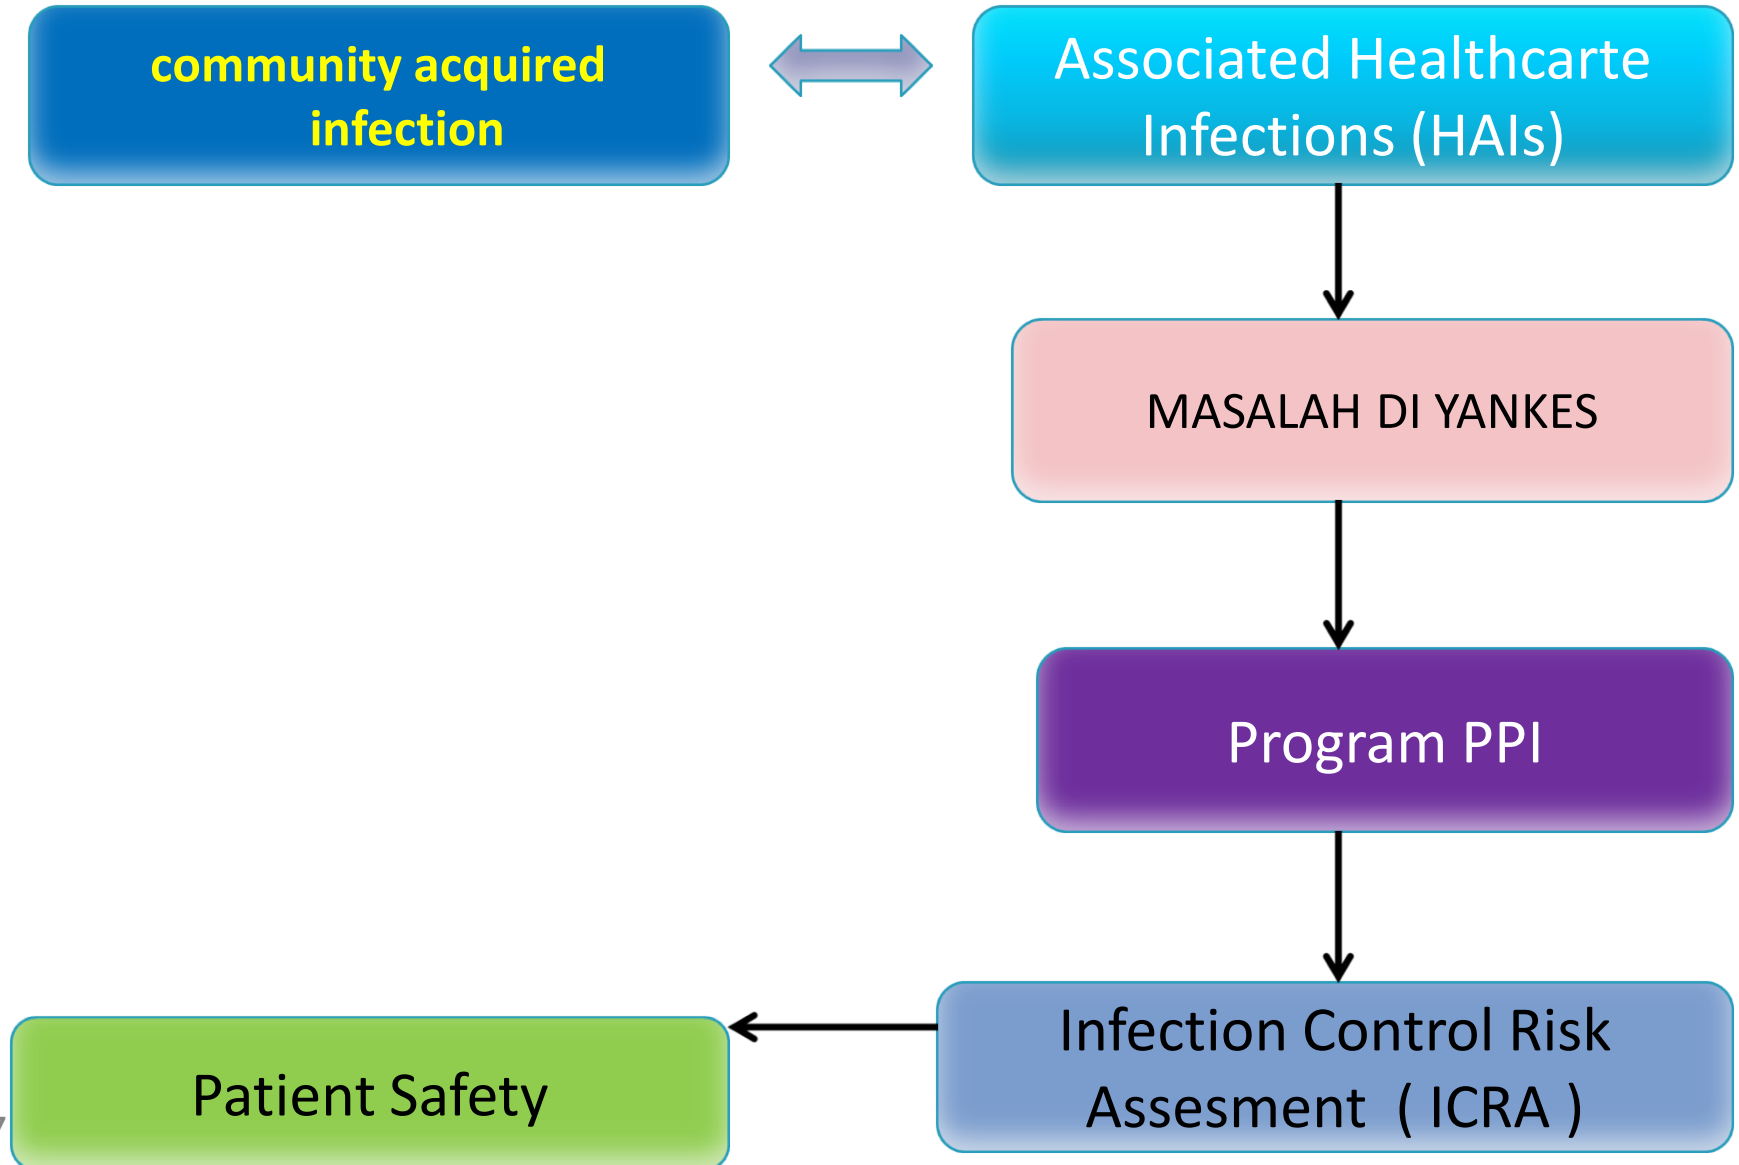 community acquired
infection
Associated Healthcarte
Infections (HAIs)
MASALAH DI YANKES
Program PPI
Infection Control Risk
Assesment ( ICRA )
Patient Safety